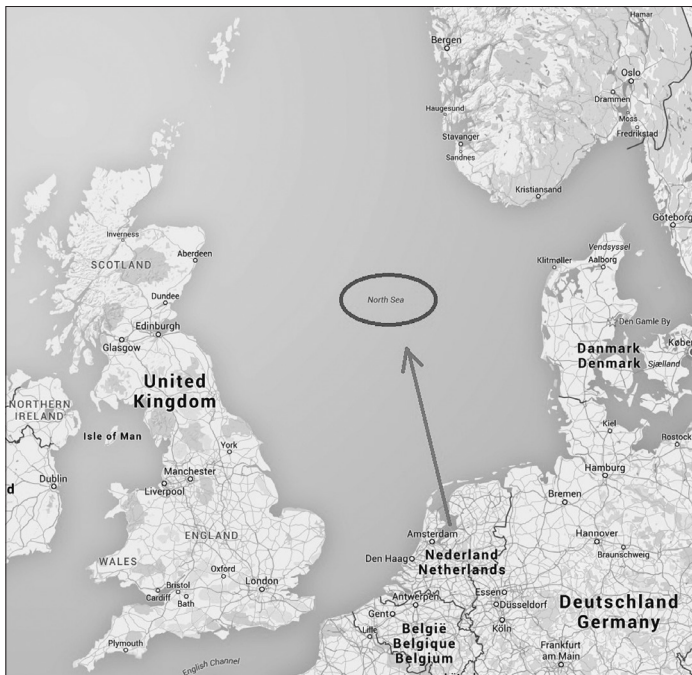 Hamar
Bergen
Oslo
Drammen
Haugesund
Moss
Fredrikstad
Stavanger
Sandnes
Kristiansand
Göteborg
Inverness
Aberdeen
SCOTLAND
Vendsyssel
Klitmøller
Aalborg
North Sea
Dundee
Den Gamle By
Edinburgh
Glasgow
Køber
Danmark
Denmark
Sjælland
United
Kingdom
NORTHERN
IRELAND
Isle of Man
Kiel
Rostock
York
Manchester
Hamburg
Dublin
d
Liverpool
Bremen
ENGLAND
Amsterdam
Hannover
Den Haag
Nederland
Netherlands
Braunschweig
WALES
Oxford
London
Bristol
Cardiff
Bath
Antwerpen
Essen
Düsseldorf
Deutschland
Germany
Gent
Lille
België
Belgique
Belgium
Köln
Plymouth
Frankfurt
am Main
English Channel